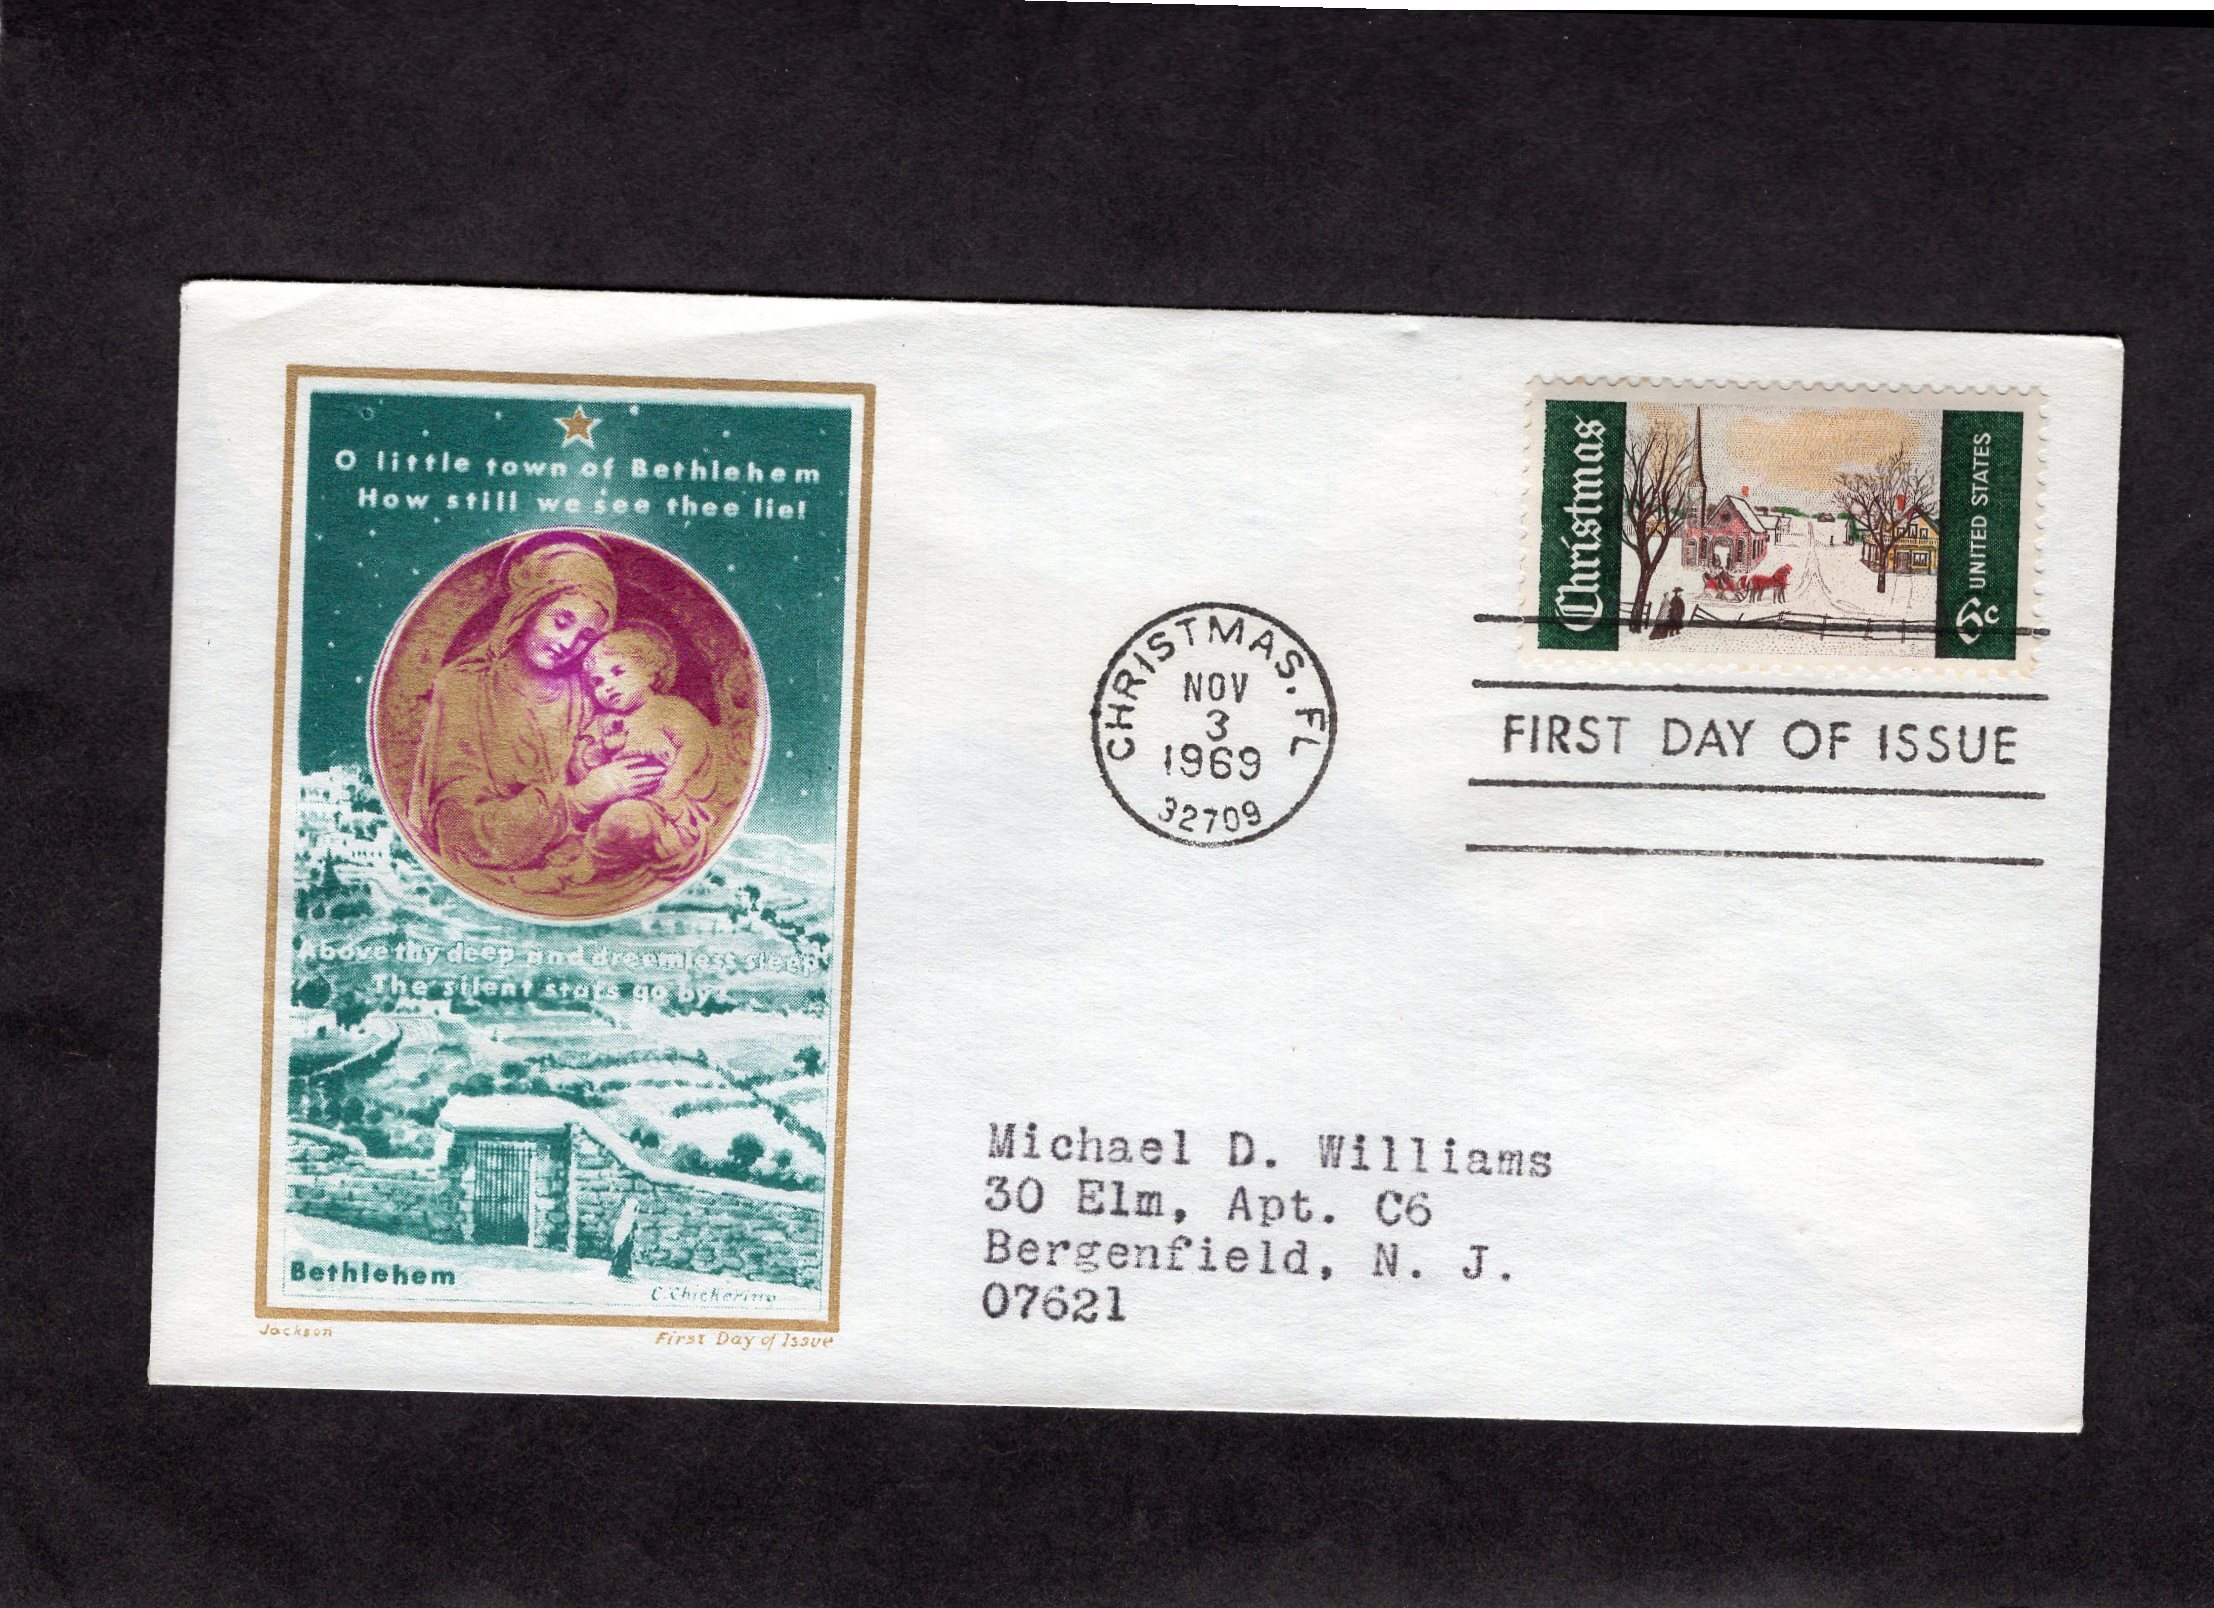 O little town of Bethlehem
How still we see thee lie!
Above thy deep and dreamless sleep
The silent stars go by:
Bethlehem
C. Chickering
Jackson
First Day of Issue
CHRISTMAS. FL
NOV
3
1969
32709
Christmas
UNITED STATES
6c
FIRST DAY OF ISSUE
Michael D. Williams
30 Elm, Apt. C6
Bergenfield, N. J.
07621